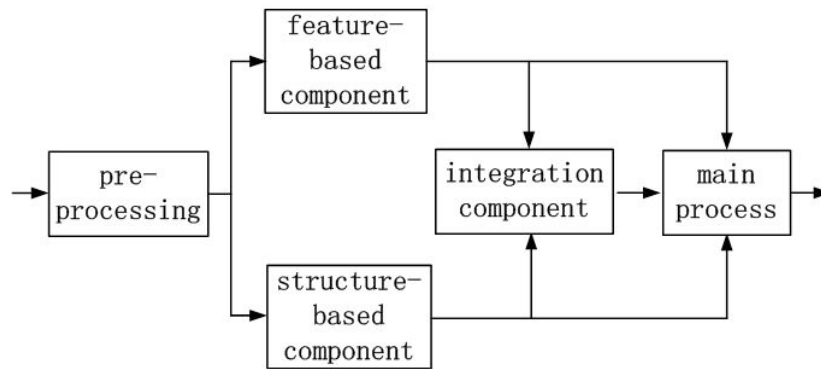 feature-
based
component
pre-
processing
integration
component
main
process
structure-
based
component